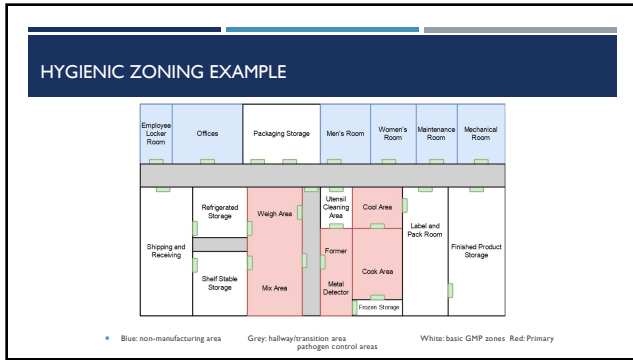 HYGIENIC ZONING EXAMPLE
Employee
Locker
Room
Offices
Packaging Storage
Men's Room
Women's
Room
Maintenance
Room
Mechanical
Room
Shipping and
Receiving
Refrigerated
Storage
Shelf Stable
Storage
Weigh Area
Mix Area
Utensil
Cleaning
Area
Former
Metal
Detector
Cool Area
Cook Area
Frozen Storage
Label and
Pack Room
Finished Product
Storage
Blue: non-manufacturing area Grey: hallway/transition area White: basic GMP zones Red: Primary
pathogen control areas